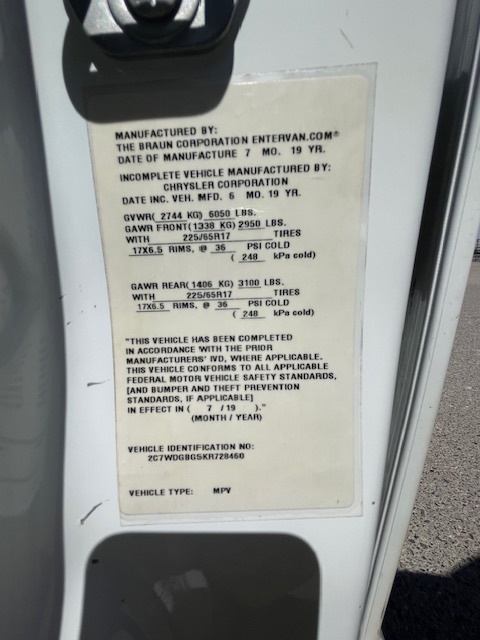 MANUFACTURED BY:
THE BRAUN CORPORATION ENTERVAN.COM®
DATE OF MANUFACTURE 7 MO. 19 YR.
INCOMPLETE VEHICLE MANUFACTURED BY:
CHRYSLER CORPORATION
DATE INC. VEH. MFD. 6 MO. 19 YR.
GVWR( 2744 KG) 6050 LBS.
GAWR FRONT(1338 KG) 2950 LBS.
WITH 225/65R17 TIRES
17X6.5 RIMS, @ 36 PSI COLD
( 248 kPa cold)
GAWR REAR(1406 KG) 3100 LBS.
WITH 225/65R17 TIRES
17X6.5 RIMS, @ 36 PSI COLD
( 248 kPa cold)
"THIS VEHICLE HAS BEEN COMPLETED
IN ACCORDANCE WITH THE PRIOR
MANUFACTURERS' IVD, WHERE APPLICABLE.
THIS VEHICLE CONFORMS TO ALL APPLICABLE
FEDERAL MOTOR VEHICLE SAFETY STANDARDS,
[AND BUMPER AND THEFT PREVENTION
STANDARDS, IF APPLICABLE]
IN EFFECT IN ( 7 / 19 )."
(MONTH / YEAR)
VEHICLE IDENTIFICATION NO:
2C7WDGBG5KR728460
VEHICLE TYPE: MPV